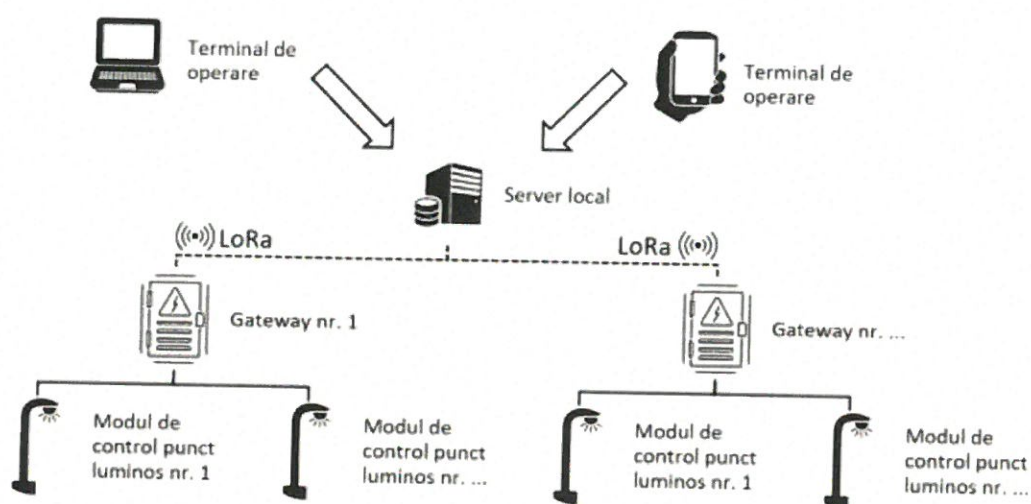 Terminal de
operare
Terminal de
operare
Server local
LoRa
LoRa
Gateway nr. 1
Gateway nr. ...
Modul de
control punct
luminos nr. 1
Modul de
control punct
luminos nr. ...
Modul de
control punct
luminos nr. 1
Modul de
control punct
luminos nr. ...